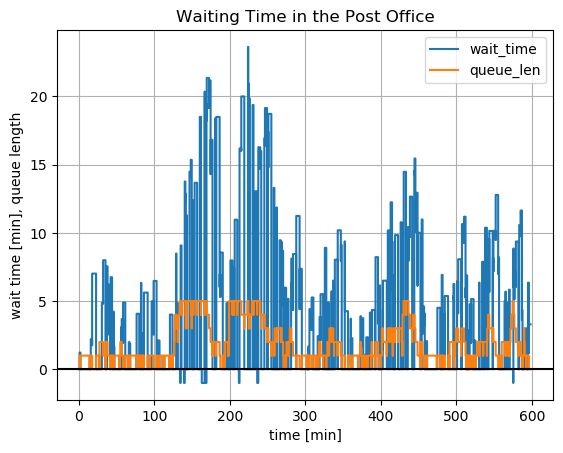 Waiting Time in the Post Office
wait_time
queue_len
wait time [min], queue length
20
15
10
5
0
0 100 200 300 400 500 600
time [min]